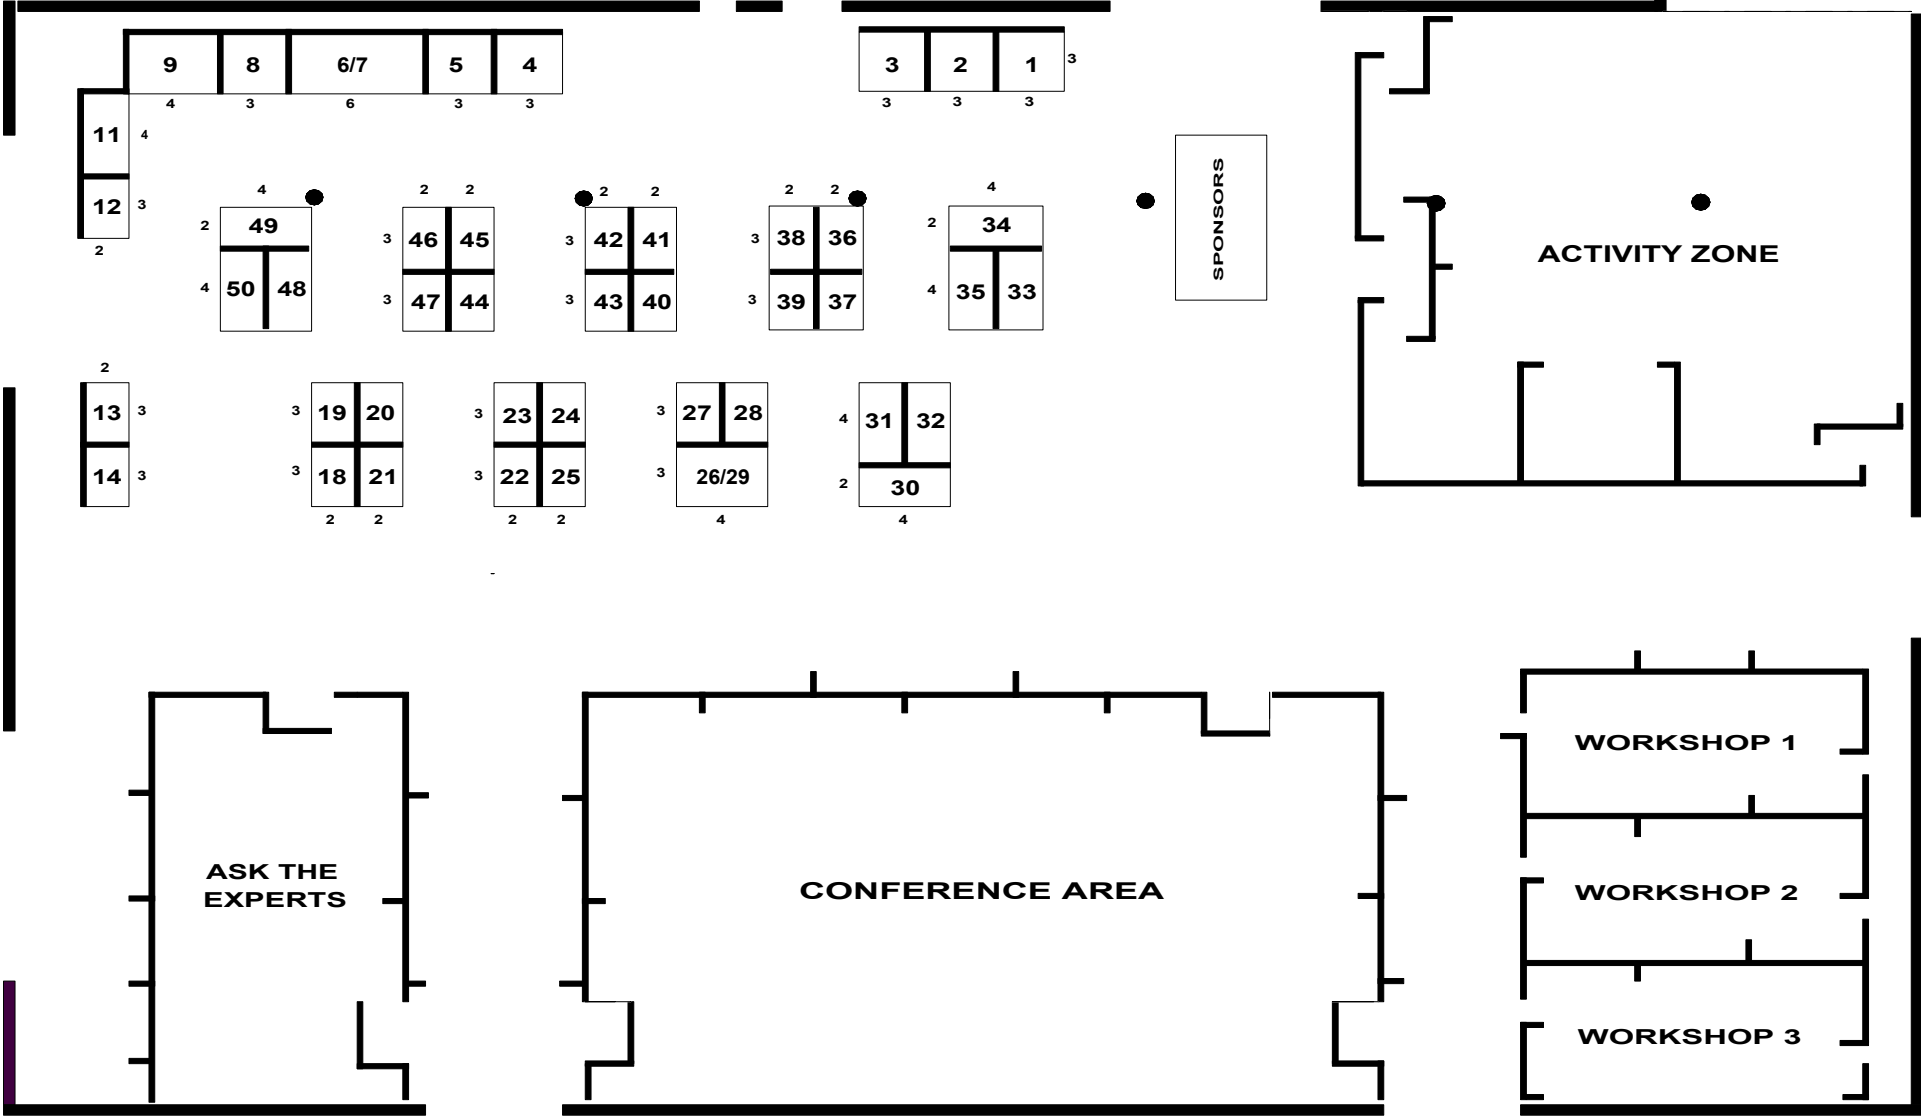 9 8 6/7 5 4
3 2 1 3
4 3 6 3 3
3 3 3
11 4
12 3
2
SPONSORS
4
2 49
4 50 48
2 2
3 46 45
3 47 44
2 2
3 42 41
3 43 40
2 2
3 38 36
3 39 37
4
2 34
4 35 33
ACTIVITY ZONE
2
13 3
14 3
3 19 20
3 18 21
2 2
3 23 24
3 22 25
2 2
3 27 28
3 26/29
4
4 31 32
2 30
4
-
ASK THE
EXPERTS
CONFERENCE AREA
WORKSHOP 1
WORKSHOP 2
WORKSHOP 3